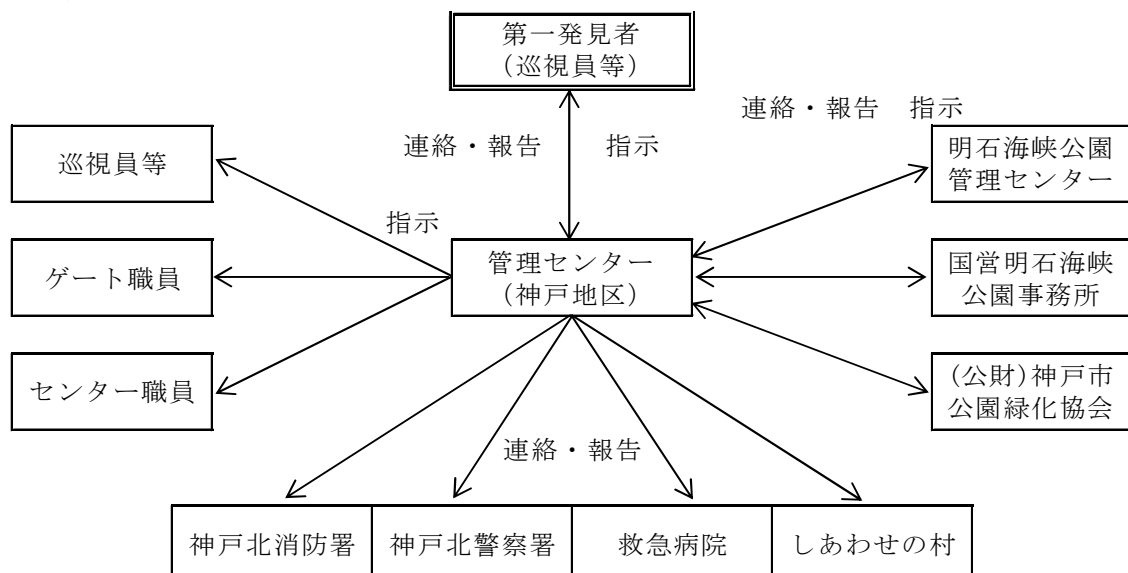 第一発見者
（巡視員等）
連絡・報告　指示
連絡・報告　指示
巡視員等
明石海峡公園
管理センター
指示
ゲート職員
管理センター
（神戸地区）
国営明石海峡
公園事務所
センター職員
(公財)神戸市
公園緑化協会
連絡・報告
神戸北消防署
神戸北警察署
救急病院
しあわせの村